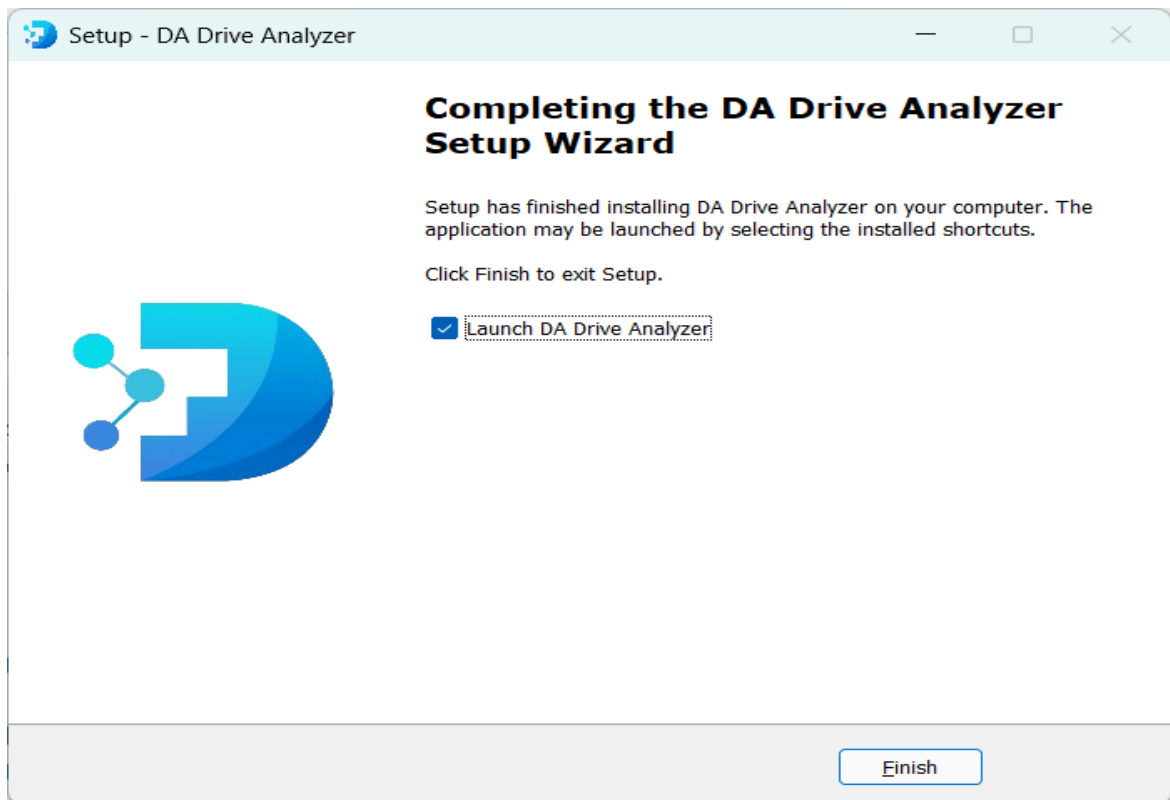 Setup - DA Drive Analyzer
Completing the DA Drive Analyzer
Setup Wizard
Setup has finished installing DA Drive Analyzer on your computer. The
application may be launched by selecting the installed shortcuts.
Click Finish to exit Setup.
Launch DA Drive Analyzer
Finish